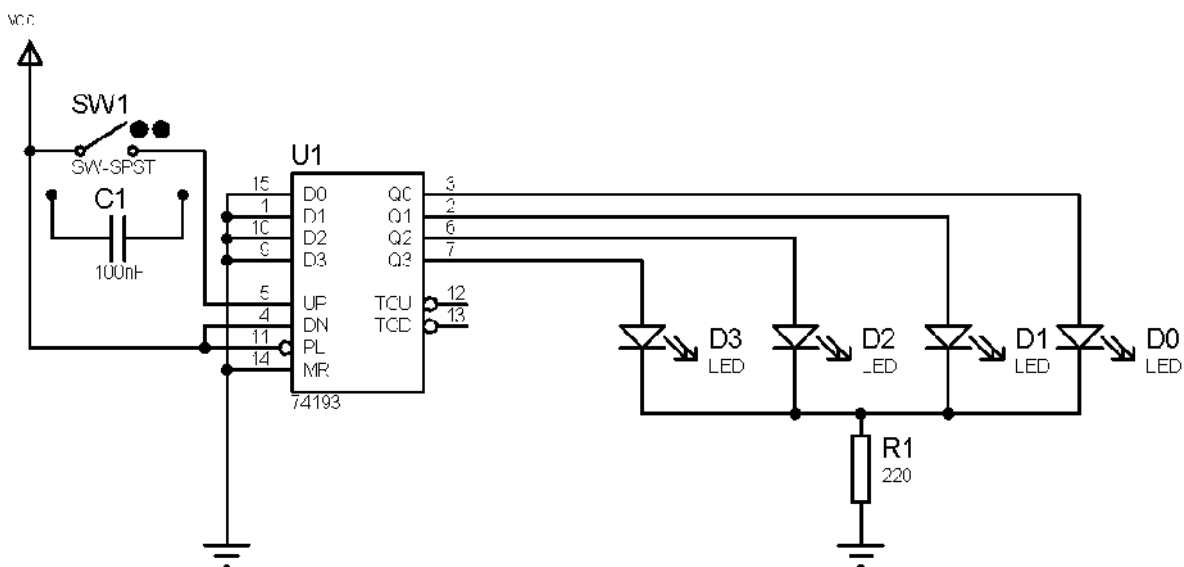 VCC
SW1
SW-SPST
C1
100nF
U1
15 D0 Q0 3
1 D1 Q1 2
10 D2 Q2 6
9 D3 Q3 7
5 UP TCU 12
4 DN TCD 13
11 PL
14 MR
74193
D3
LED
D2
LED
D1
LED
D0
LED
R1
220